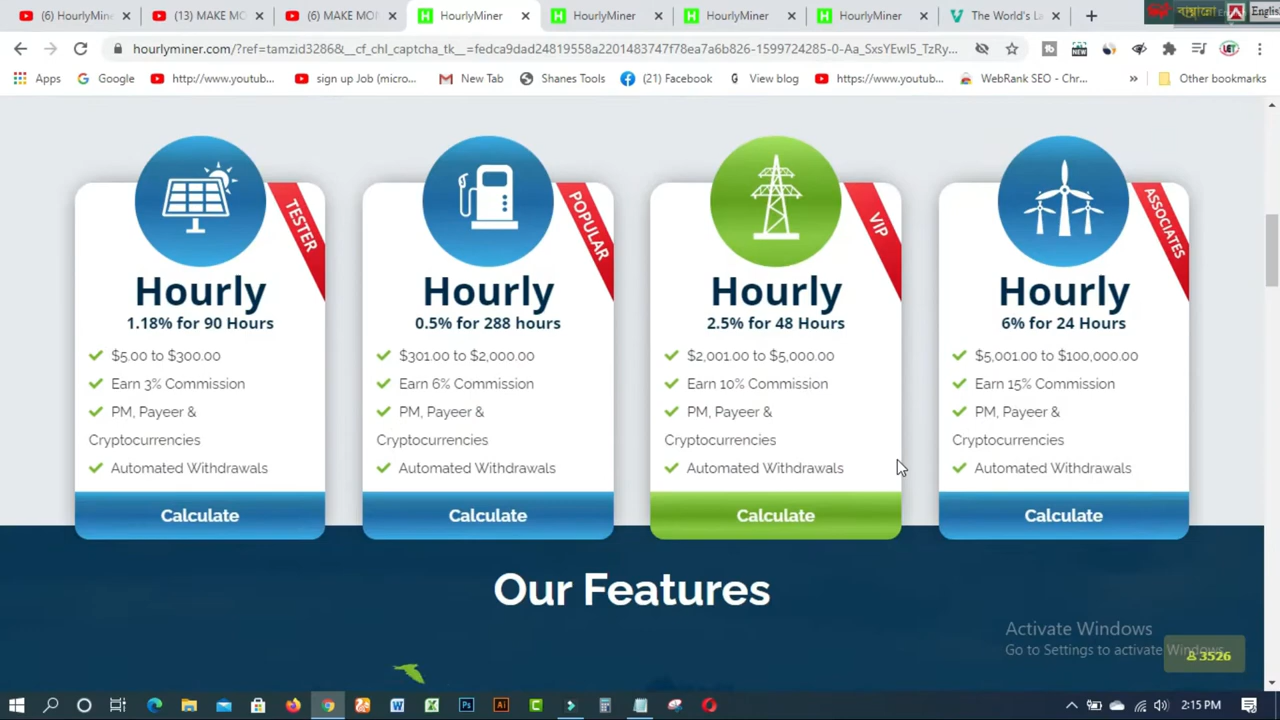 (6) HourlyMine
(13) MAKE MO
(6) MAKE MON
HourlyMiner
HourlyMiner
HourlyMiner
HourlyMiner
The World's La
hourlyminer.com/?ref=tamzid3286&__cf_chl_captcha_tk__=fedca9dad24819558a2201483747f78ea7a6b826-1599724285-0-Aa_SxsYEwI5_TzRy...
Apps
Google
http://www.youtub...
sign up Job (micro...
New Tab
Shanes Tools
(21) Facebook
View blog
https://www.youtu...
WebRank SEO - Chr...
»
Other bookmarks
TESTER
Hourly
1.18% for 90 Hours
$5.00 to $300.00
Earn 3% Commission
PM, Payeer &
Cryptocurrencies
Automated Withdrawals
Calculate
POPULAR
Hourly
0.5% for 288 hours
$301.00 to $2,000.00
Earn 6% Commission
PM, Payeer &
Cryptocurrencies
Automated Withdrawals
Calculate
VIP
Hourly
2.5% for 48 Hours
$2,001.00 to $5,000.00
Earn 10% Commission
PM, Payeer &
Cryptocurrencies
Automated Withdrawals
Calculate
ASSOCIATES
Hourly
6% for 24 Hours
$5,001.00 to $100,000.00
Earn 15% Commission
PM, Payeer &
Cryptocurrencies
Automated Withdrawals
Calculate
Our Features
Activate Windows
Go to Settings to activate Windows.
3526
2:15 PM